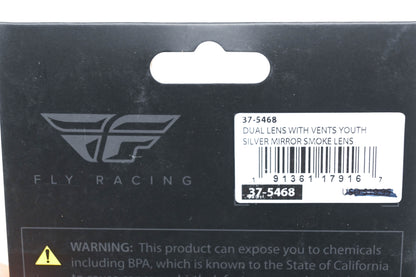 37-5468
DUAL LENS WITH VENTS YOUTH
SILVER MIRROR SMOKE LENS
1 91361 17916 7
37-5468
FLY RACING
WARNING: This product can expose you to chemicals
including BPA, which is known to the State of California